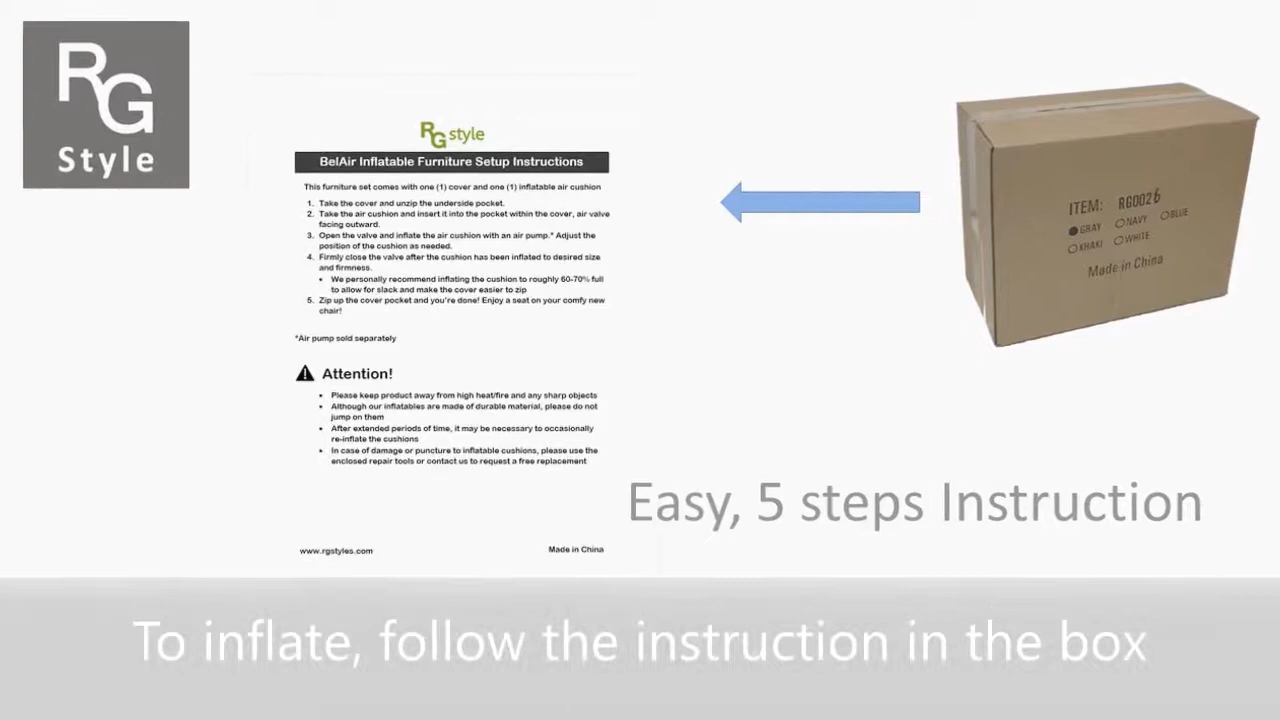 RG
Style
RG style
BelAir Inflatable Furniture Setup Instructions
This furniture set comes with one (1) cover and one (1) inflatable air cushion
1. Take the cover and unzip the underside pocket.
2. Take the air cushion and insert it into the pocket within the cover, air valve
facing outward.
3. Open the valve and inflate the air cushion with an air pump.* Adjust the
position of the cushion as needed.
4. Firmly close the valve after the cushion has been inflated to desired size
and firmness.
• We personally recommend inflating the cushion to roughly 60-70% full
to allow for slack and make the cover easier to zip
5. Zip up the cover pocket and you're done! Enjoy a seat on your comfy new
chair!
*Air pump sold separately
Attention!
• Please keep product away from high heat/fire and any sharp objects
• Although our inflatables are made of durable material, please do not
jump on them
• After extended periods of time, it may be necessary to occasionally
re-inflate the cushions
• In case of damage or puncture to inflatable cushions, please use the
enclosed repair tools or contact us to request a free replacement
www.rgstyles.com
Made in China
ITEM: RG0026
GRAY NAVY BLUE
KHAKI WHITE
Made in China
Easy, 5 steps Instruction
To inflate, follow the instruction in the box